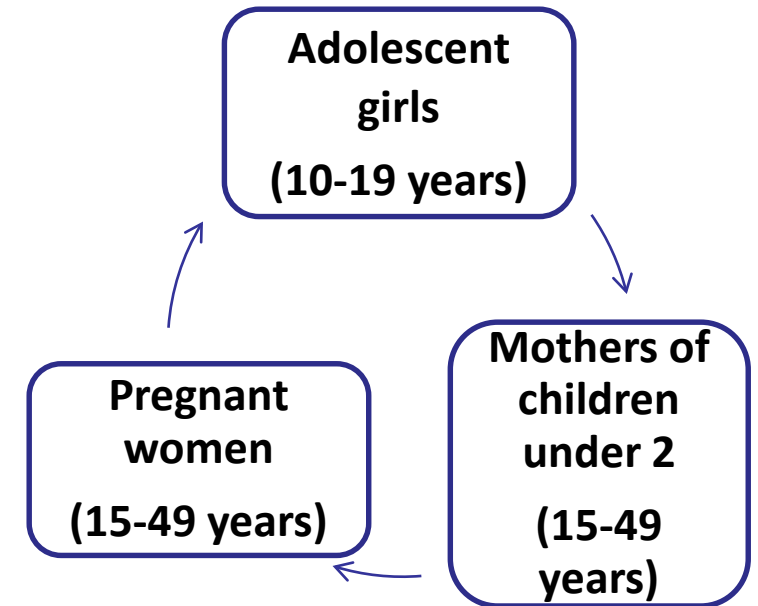 Adolescent
girls
(10-19 years)
Mothers of
children
under 2
(15-49
years)
Pregnant
women
(15-49 years)